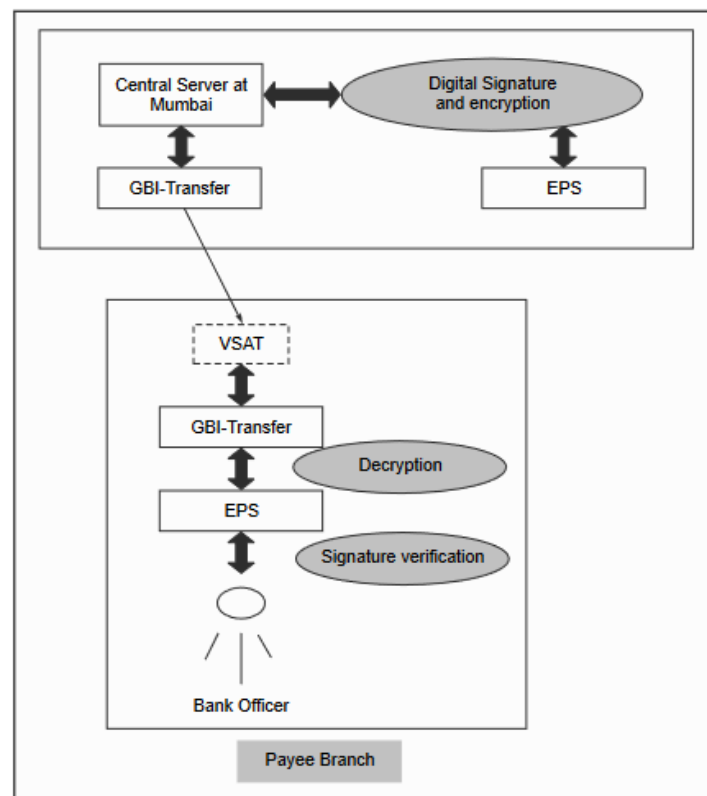 Central Server at
Mumbai
Digital Signature
and encryption
GBI-Transfer
EPS
VSAT
GBI-Transfer
Decryption
EPS
Signature verification
Bank Officer
Payee Branch